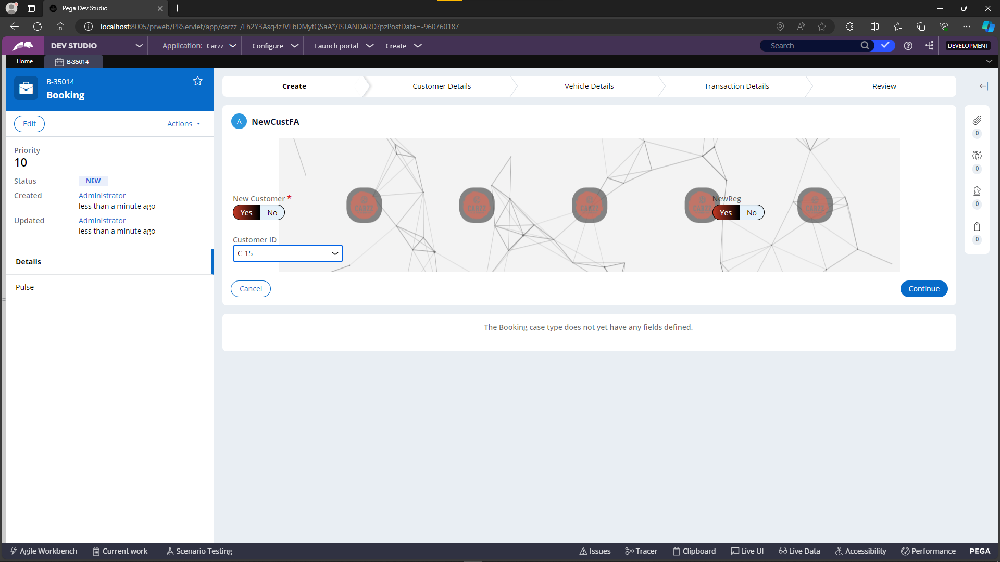 Pega Dev Studio
localhost:8005/prweb/PRServlet/app/carzz_/Fh2Y3Asq4zJVLbDMytQSaA*/!STANDARD?pzPostData=-960760187
DEV STUDIO
Application: Carzz
Configure
Launch portal
Create
Search
DEVELOPMENT
Home
B-35014
B-35014
Booking
Edit
Actions
Priority
10
Status NEW
Created Administrator
less than a minute ago
Updated Administrator
less than a minute ago
Details
Pulse
Create
Customer Details
Vehicle Details
Transaction Details
Review
A NewCustFA
New Customer *
Yes No
NewReg
Yes No
CARZZ
CARZZ
CARZZ
CARZZ
CARZZ
Customer ID
C-15
Cancel
Continue
The Booking case type does not yet have any fields defined.
0
0
0
0
Agile Workbench
Current work
Scenario Testing
Issues
Tracer
Clipboard
Live UI
Live Data
Accessibility
Performance
PEGA